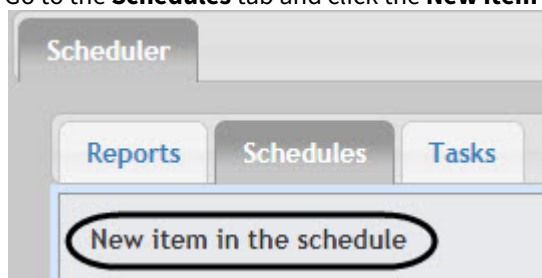 Go to the Schedules tab and click the New item
Scheduler
Reports Schedules Tasks
New item in the schedule